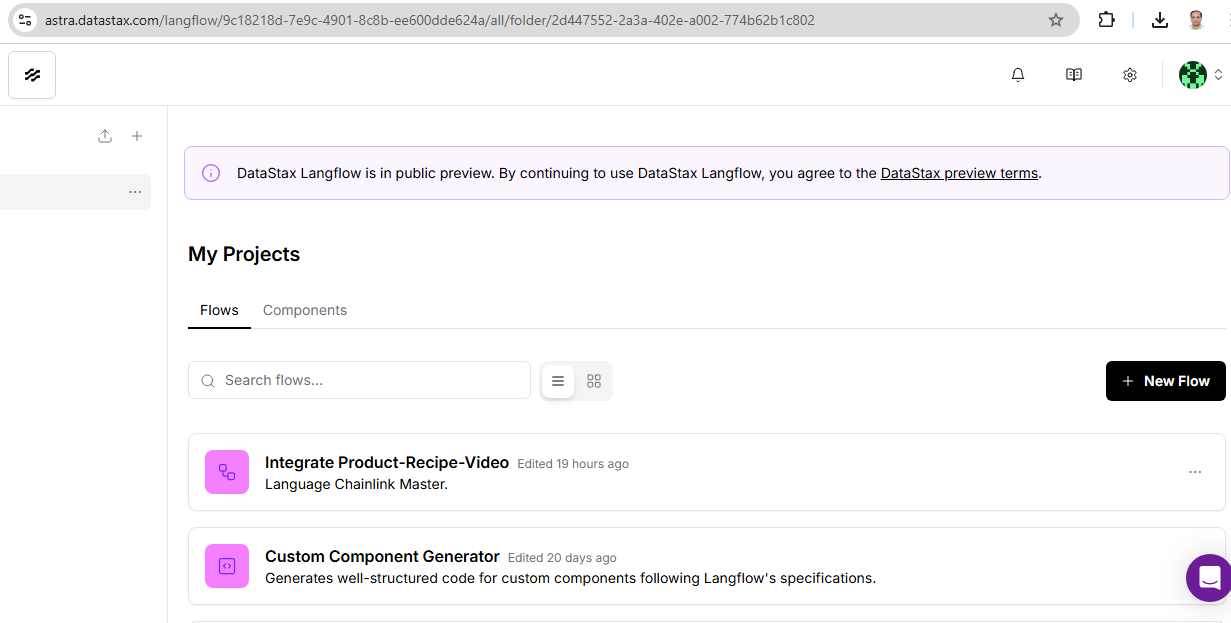 astra.datastax.com/langflow/9c18218d-7e9c-4901-8c8b-ee600dde624a/all/folder/2d447552-2a3a-402e-a002-774b62b1c802
DataStax Langflow is in public preview. By continuing to use DataStax Langflow, you agree to the DataStax preview terms.
My Projects
Flows Components
Search flows...
+ New Flow
Integrate Product-Recipe-Video Edited 19 hours ago
Language Chainlink Master.
Custom Component Generator Edited 20 days ago
Generates well-structured code for custom components following Langflow's specifications.